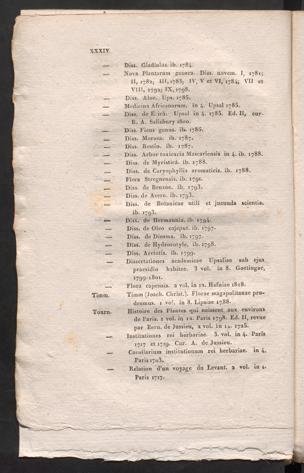 XXXIV
— Diss. Gladiolus ib. 1784.
— Nova Plantarum genera. Diss. novem. I, 1781;
II, 1782, III, 1783, IV, V et VI, 1784; VII et
VIII, 1792; IX, 1798.
— Diss. Aloe. Ups. 1785.
— Medicina Africanorum. in 4. Upsal 1785.
— Diss. de Erica. Upsal in 4. 1785. Ed. II, cur.
R. A. Salisbury 1800.
— Diss. Ficus genus. ib. 1786.
— Diss. Moraea. ib. 1787.
— Diss. Restio. ib. 1787.
— Diss. Arbor toxicaria Macassariensis in 4. ib. 1788.
— Diss. de Myristica. ib. 1788.
— Diss. de Caryophyllis aromaticis. ib. 1788.
— Flora Stregnensis. ib. 1791.
— Diss. de Benzoe. ib. 1793.
— Diss. de Acere. ib. 1793.
— Diss. de Botanices utili et jucunda scientia.
ib. 1793.
— Diss. de Hermannia. ib. 1794.
— Diss. de Oleo cajeput. ib. 1797.
— Diss. de Diosma. ib. 1797.
— Diss. de Hydrocotyle. ib. 1798.
— Diss. Arctotis. ib. 1799.
— Dissertationes academicae Upsaliae sub ejus
praesidio habitae. 3 vol. in 8. Goettingae,
1799-1801.
— Flora capensis. 2 vol. in 12. Hafniae 1818.
Timm. Timm (Joach. Christ.). Florae magapolitanae pro-
dromus. 1 vol. in 8. Lipsiae 1788.
Tourn. Histoire des Plantes qui naissent aux environs
de Paris. 1 vol. in 12. Paris 1798. Ed. II, revue
par Bern. de Jussieu, 2 vol. in 12. 1725.
— Institutiones rei herbariae. 3. vol. in 4. Paris
1717 et 1719. Cur. A. de Jussieu.
— Corollarium institutionum rei herbariae. in 4.
Paris 1703.
— Relation d'un voyage du Levant. 2 vol. in 4.
Paris 1717.